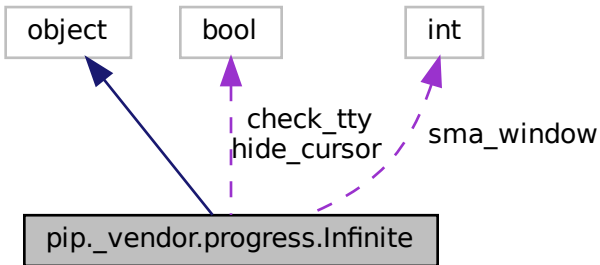 object
bool
int
check_tty
hide_cursor
sma_window
pip._vendor.progress.Infinite